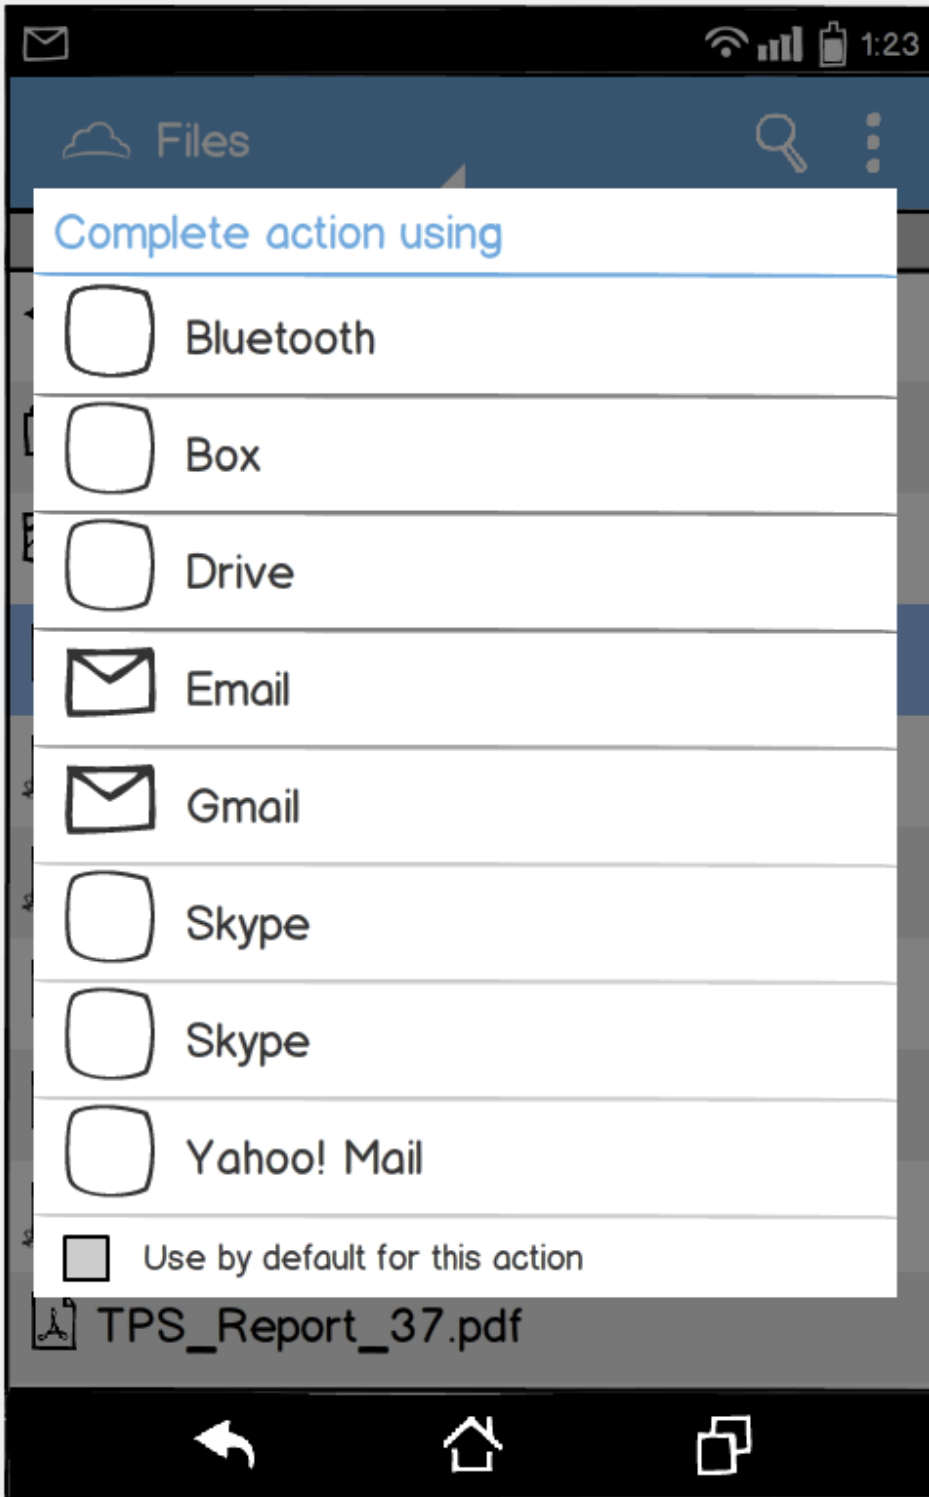 1:23
Files
Complete action using
Bluetooth
Box
Drive
Email
Gmail
Skype
Skype
Yahoo! Mail
Use by default for this action
TPS_Report_37.pdf